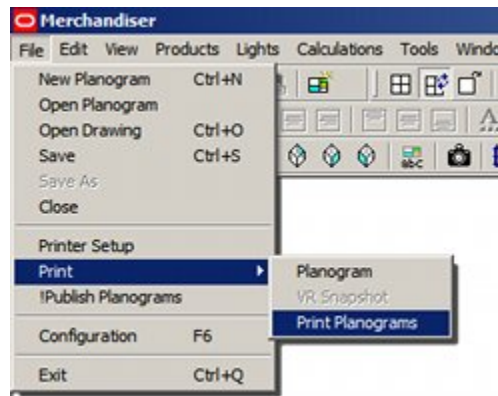 Merchandiser
File Edit View Products Lights Calculations Tools
New Planogram Ctrl+N
Open Planogram
Open Drawing Ctrl+O
Save Ctrl+S
Save As
Close
Printer Setup
Print
!Publish Planograms
Configuration F6
Exit Ctrl+Q
Planogram
VR Snapshot
Print Planograms
abc